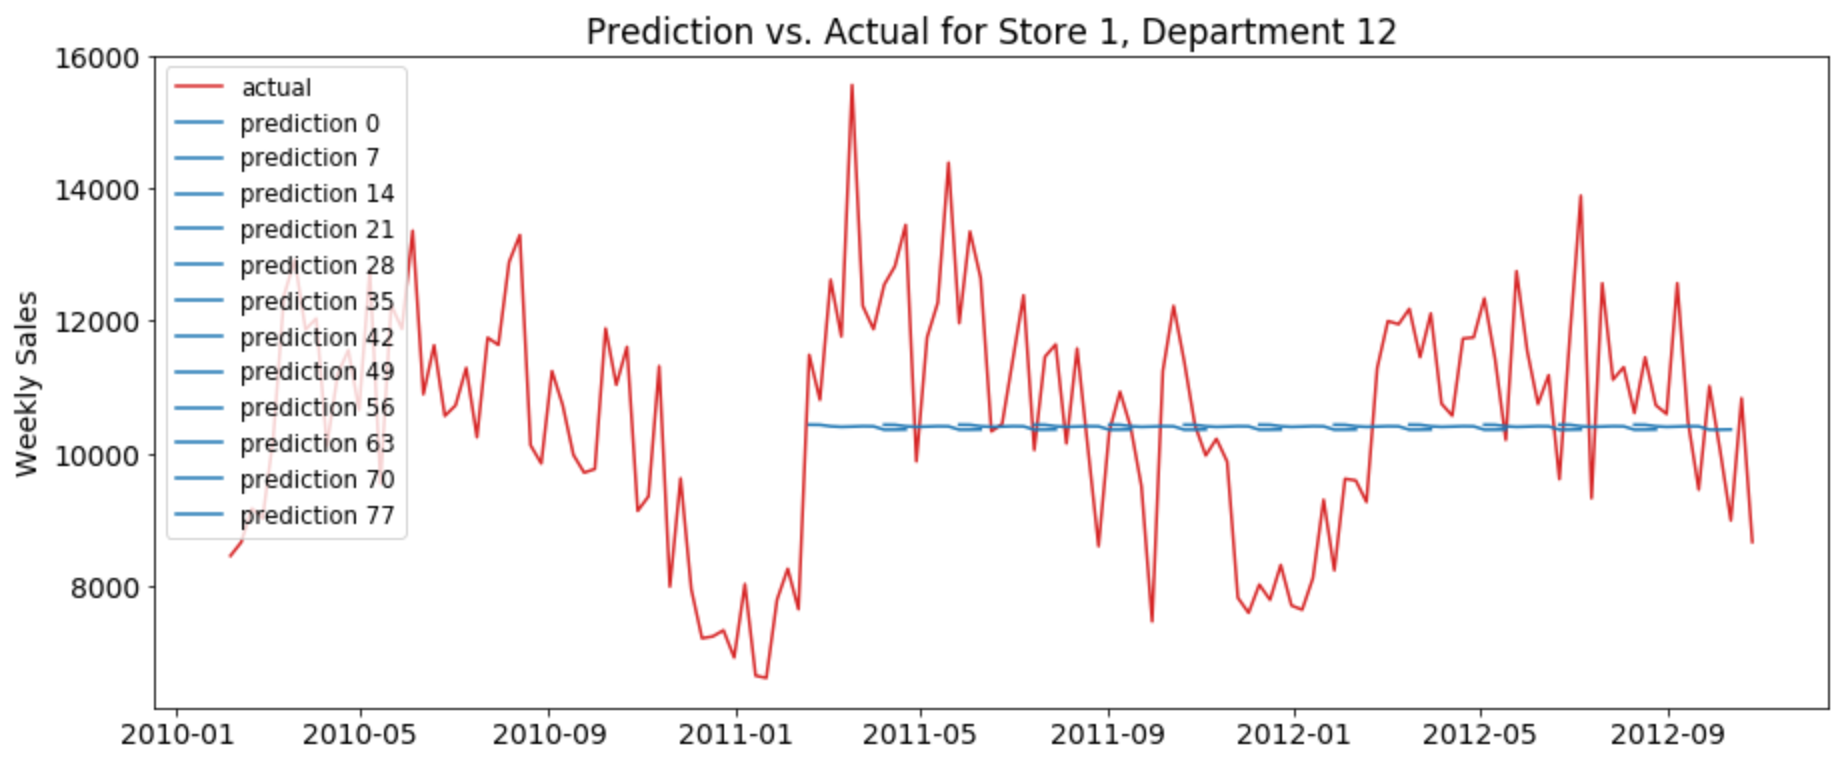 Prediction vs. Actual for Store 1, Department 12
Weekly Sales
16000
14000
12000
10000
8000
actual
prediction 0
prediction 7
prediction 14
prediction 21
prediction 28
prediction 35
prediction 42
prediction 49
prediction 56
prediction 63
prediction 70
prediction 77
2010-01 2010-05 2010-09 2011-01 2011-05 2011-09 2012-01 2012-05 2012-09